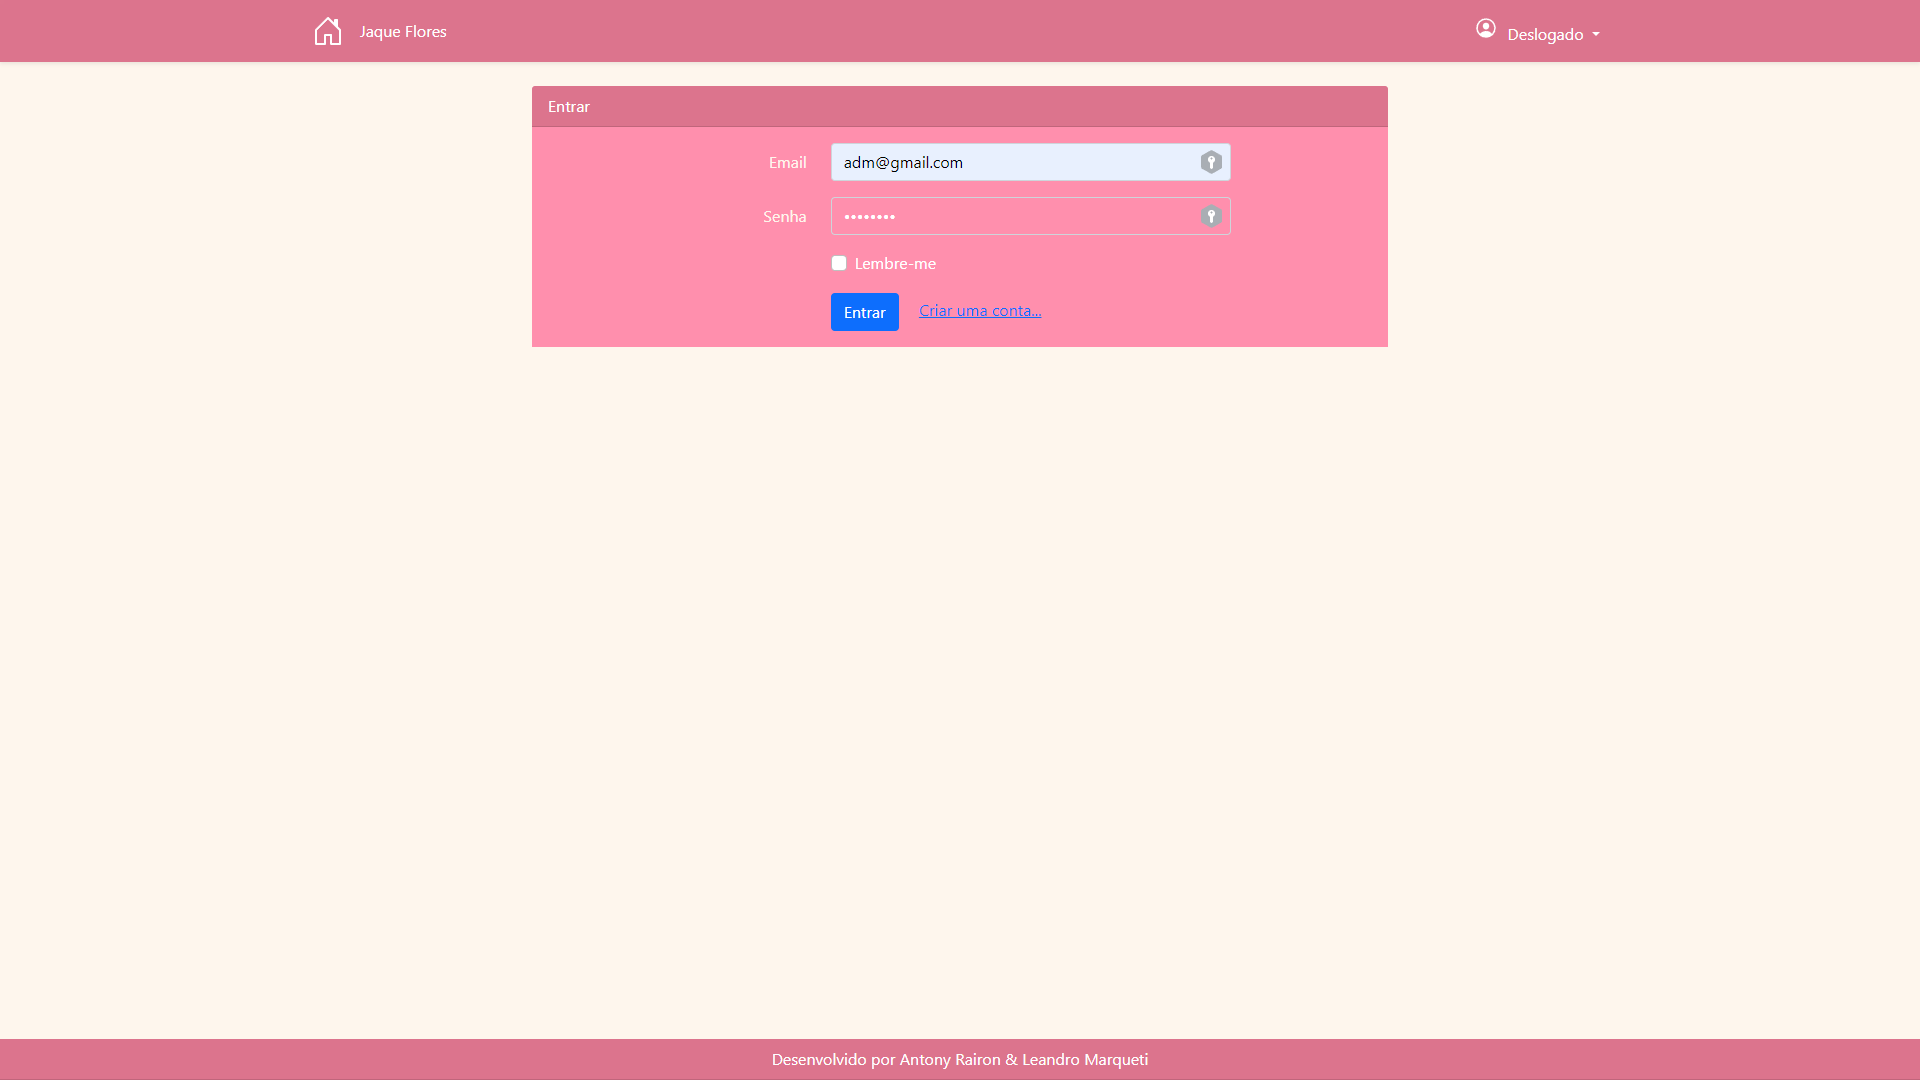 Jaque Flores
Deslogado
Entrar
Email
adm@gmail.com
Senha
••••••••
Lembre-me
Entrar
Criar uma conta...
Desenvolvido por Antony Rairon & Leandro Marqueti